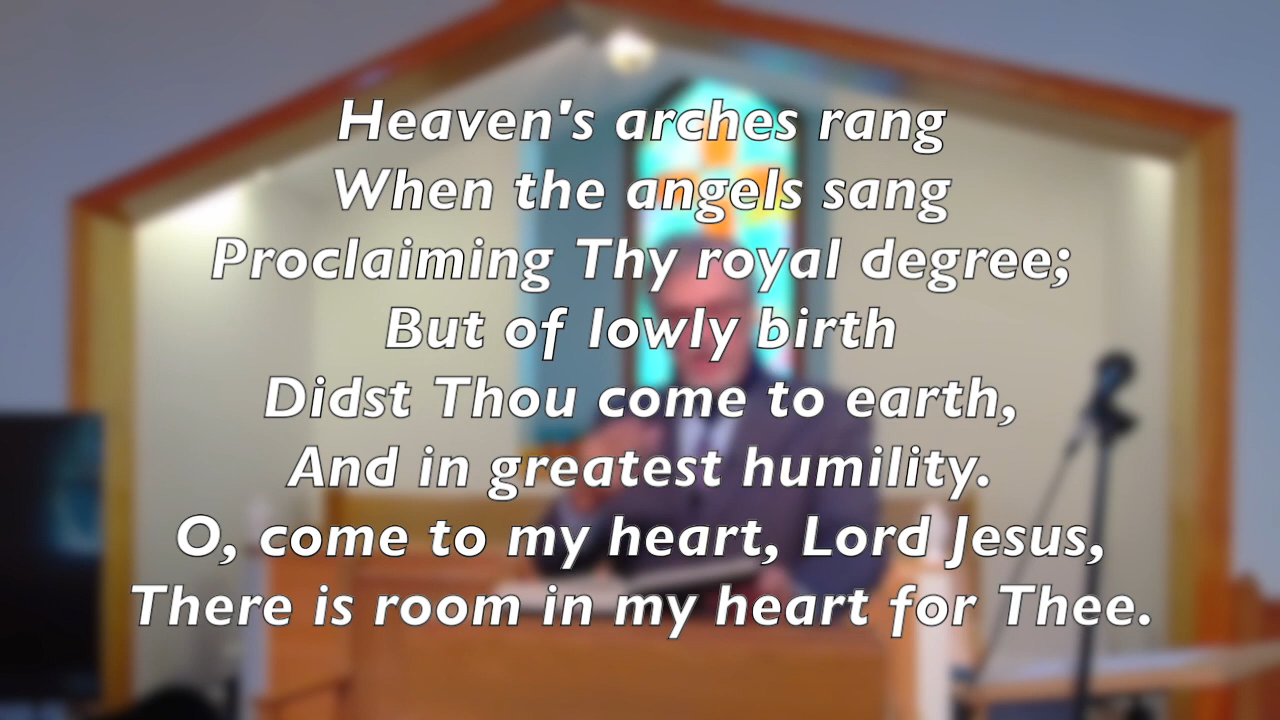 Heaven's arches rang
When the angels sang
Proclaiming Thy royal degree;
But of lowly birth
Didst Thou come to earth,
And in greatest humility.
O, come to my heart, Lord Jesus,
There is room in my heart for Thee.